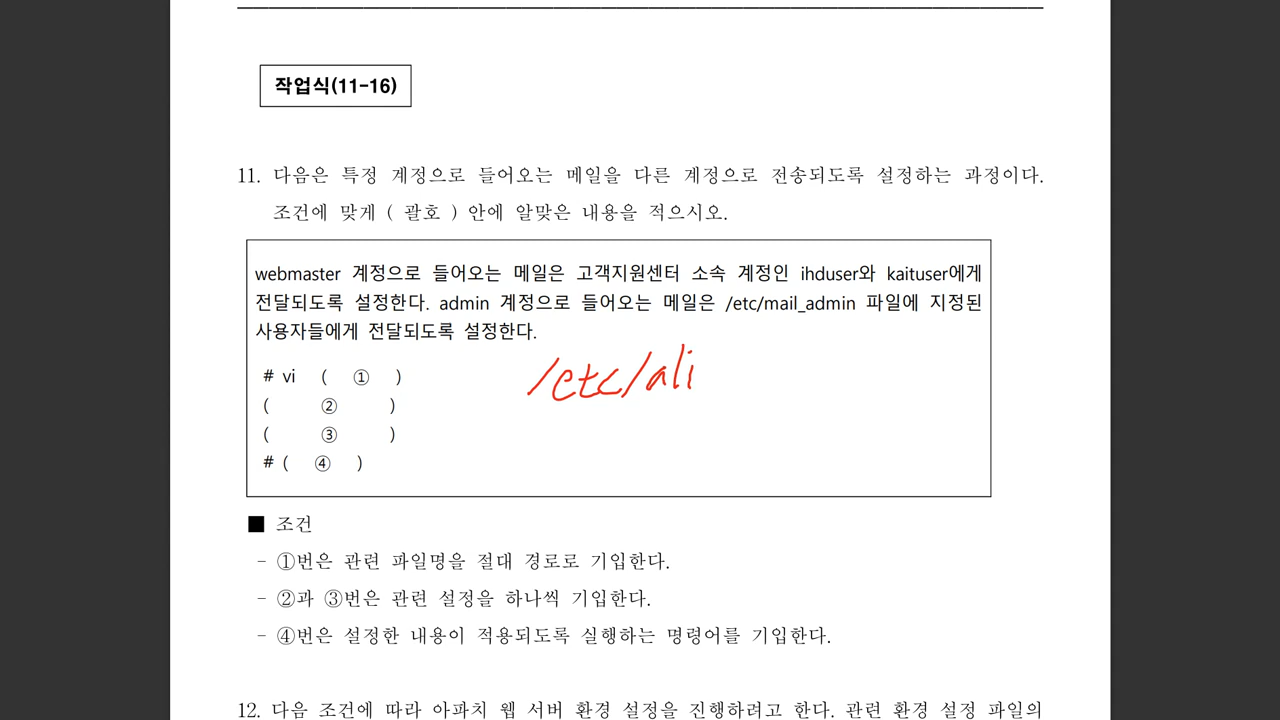 작업식(11-16)
11. 다음은 특정 계정으로 들어오는 메일을 다른 계정으로 전송되도록 설정하는 과정이다.
조건에 맞게 ( 괄호 ) 안에 알맞은 내용을 적으시오.
webmaster 계정으로 들어오는 메일은 고객지원센터 소속 계정인 ihduser와 kaituser에게
전달되도록 설정한다. admin 계정으로 들어오는 메일은 /etc/mail_admin 파일에 지정된
사용자들에게 전달되도록 설정한다.
# vi ( ① )
/etc/ali
( ② )
( ③ )
# ( ④ )
■ 조건
- ①번은 관련 파일명을 절대 경로로 기입한다.
- ②과 ③번은 관련 설정을 하나씩 기입한다.
- ④번은 설정한 내용이 적용되도록 실행하는 명령어를 기입한다.
12. 다음 조건에 따라 아파치 웹 서버 환경 설정을 진행하려고 한다. 관련 환경 설정 파일의